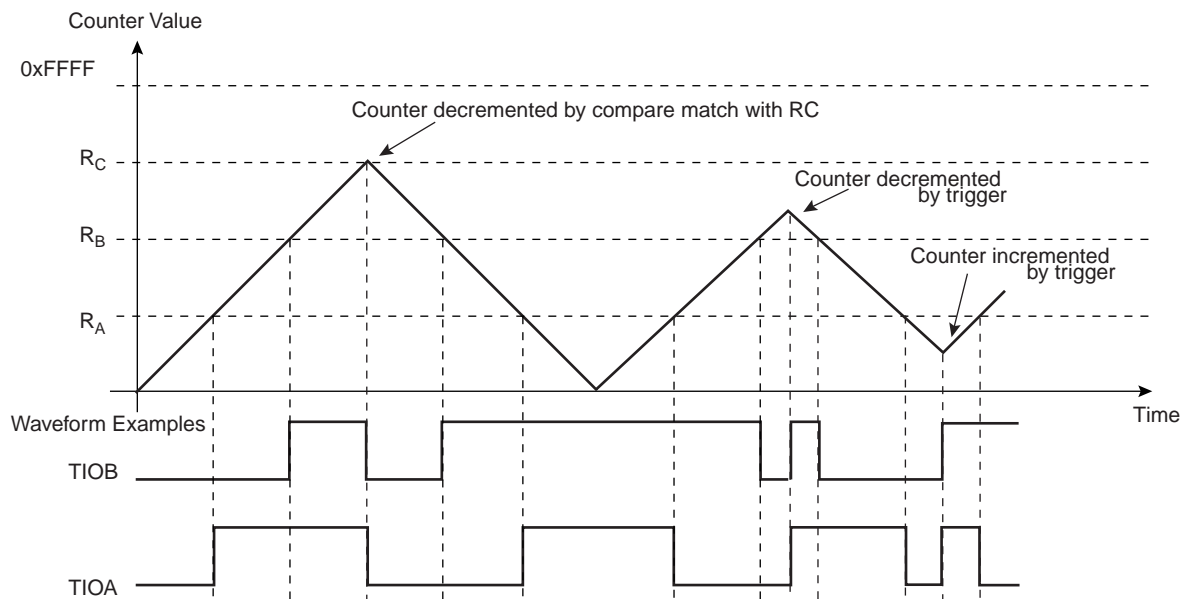 Counter Value
0xFFFF
Counter decremented by compare match with RC
RC
Counter decremented
by trigger
RB
Counter incremented
by trigger
RA
Time
Waveform Examples
TIOB
TIOA